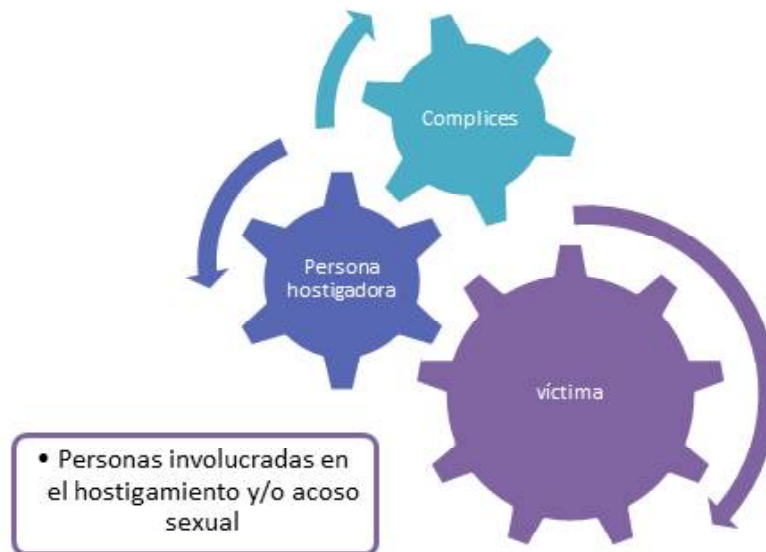 Complices
Persona
hostigadora
víctima
• Personas involucradas en
el hostigamiento y/o acoso
sexual